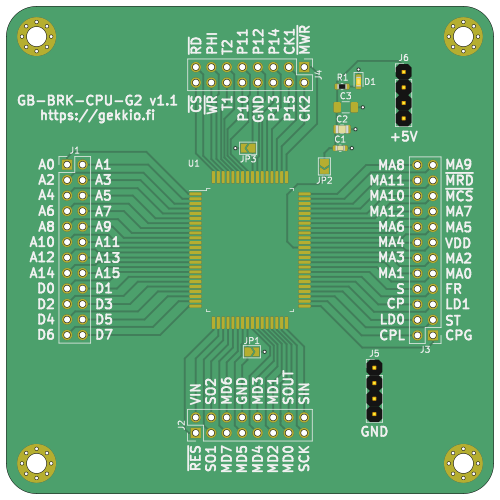 RD PHI T2 P11 P12 P14 CK1 MWR
J4
CS WR T1 P10 GND P13 P15 CK2
J6
R1 D1
C3
+5V
C2
C1
GB-BRK-CPU-G2 v1.1
https://gekkio.fi
JP3
U1
JP2
J1
A0 A1
A2 A3
A4 A5
A6 A7
A8 A9
A10 A11
A12 A13
A14 A15
D0 D1
D2 D3
D4 D5
D6 D7
MA8 MA9
MA11 MRD
MA10 MCS
MA12 MA7
MA6 MA5
MA4 VDD
MA3 MA2
MA1 MA0
S FR
CP LD1
LD0 ST
CPL CPG
J3
JP1
J5
GND
VIN SO2 MD6 GND MD3 MD1 SOUT SIN
J2
RES SO1 MD7 MD5 MD4 MD2 MD0 SCK